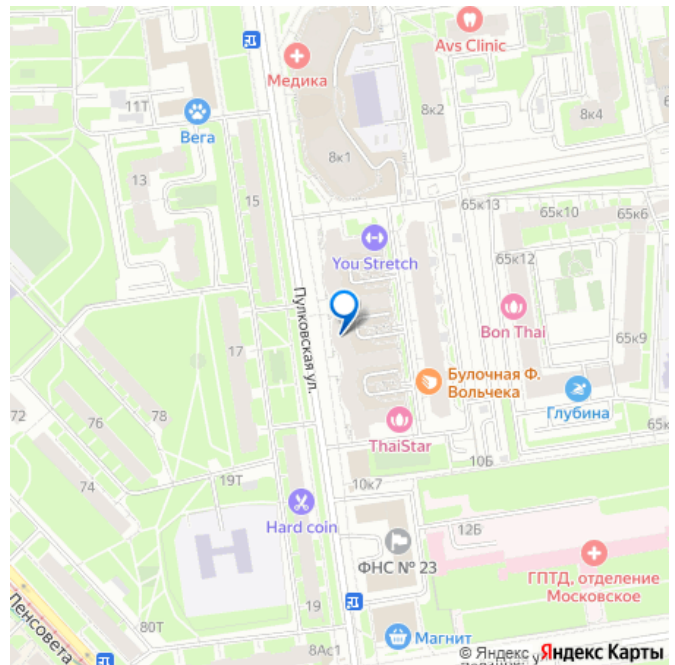 Avs Clinic
Медика
8к2
8к4
11Т
Вега
8к1
13
15
65к13
65к10
65к6
You Stretch
65к12
Пулковская ул.
Bon Thai
65к9
17
Булочная Ф.
Вольчека
Глубина
72
76
78
ThaiStar
65к
10Б
19Т
10к7
74
Hard coin
12Б
ФНС № 23
ГПТД, отделение
Московское
19
Ленсовета
80Т
8Ас1
Магнит
© Яндекс
Яндекс Карты